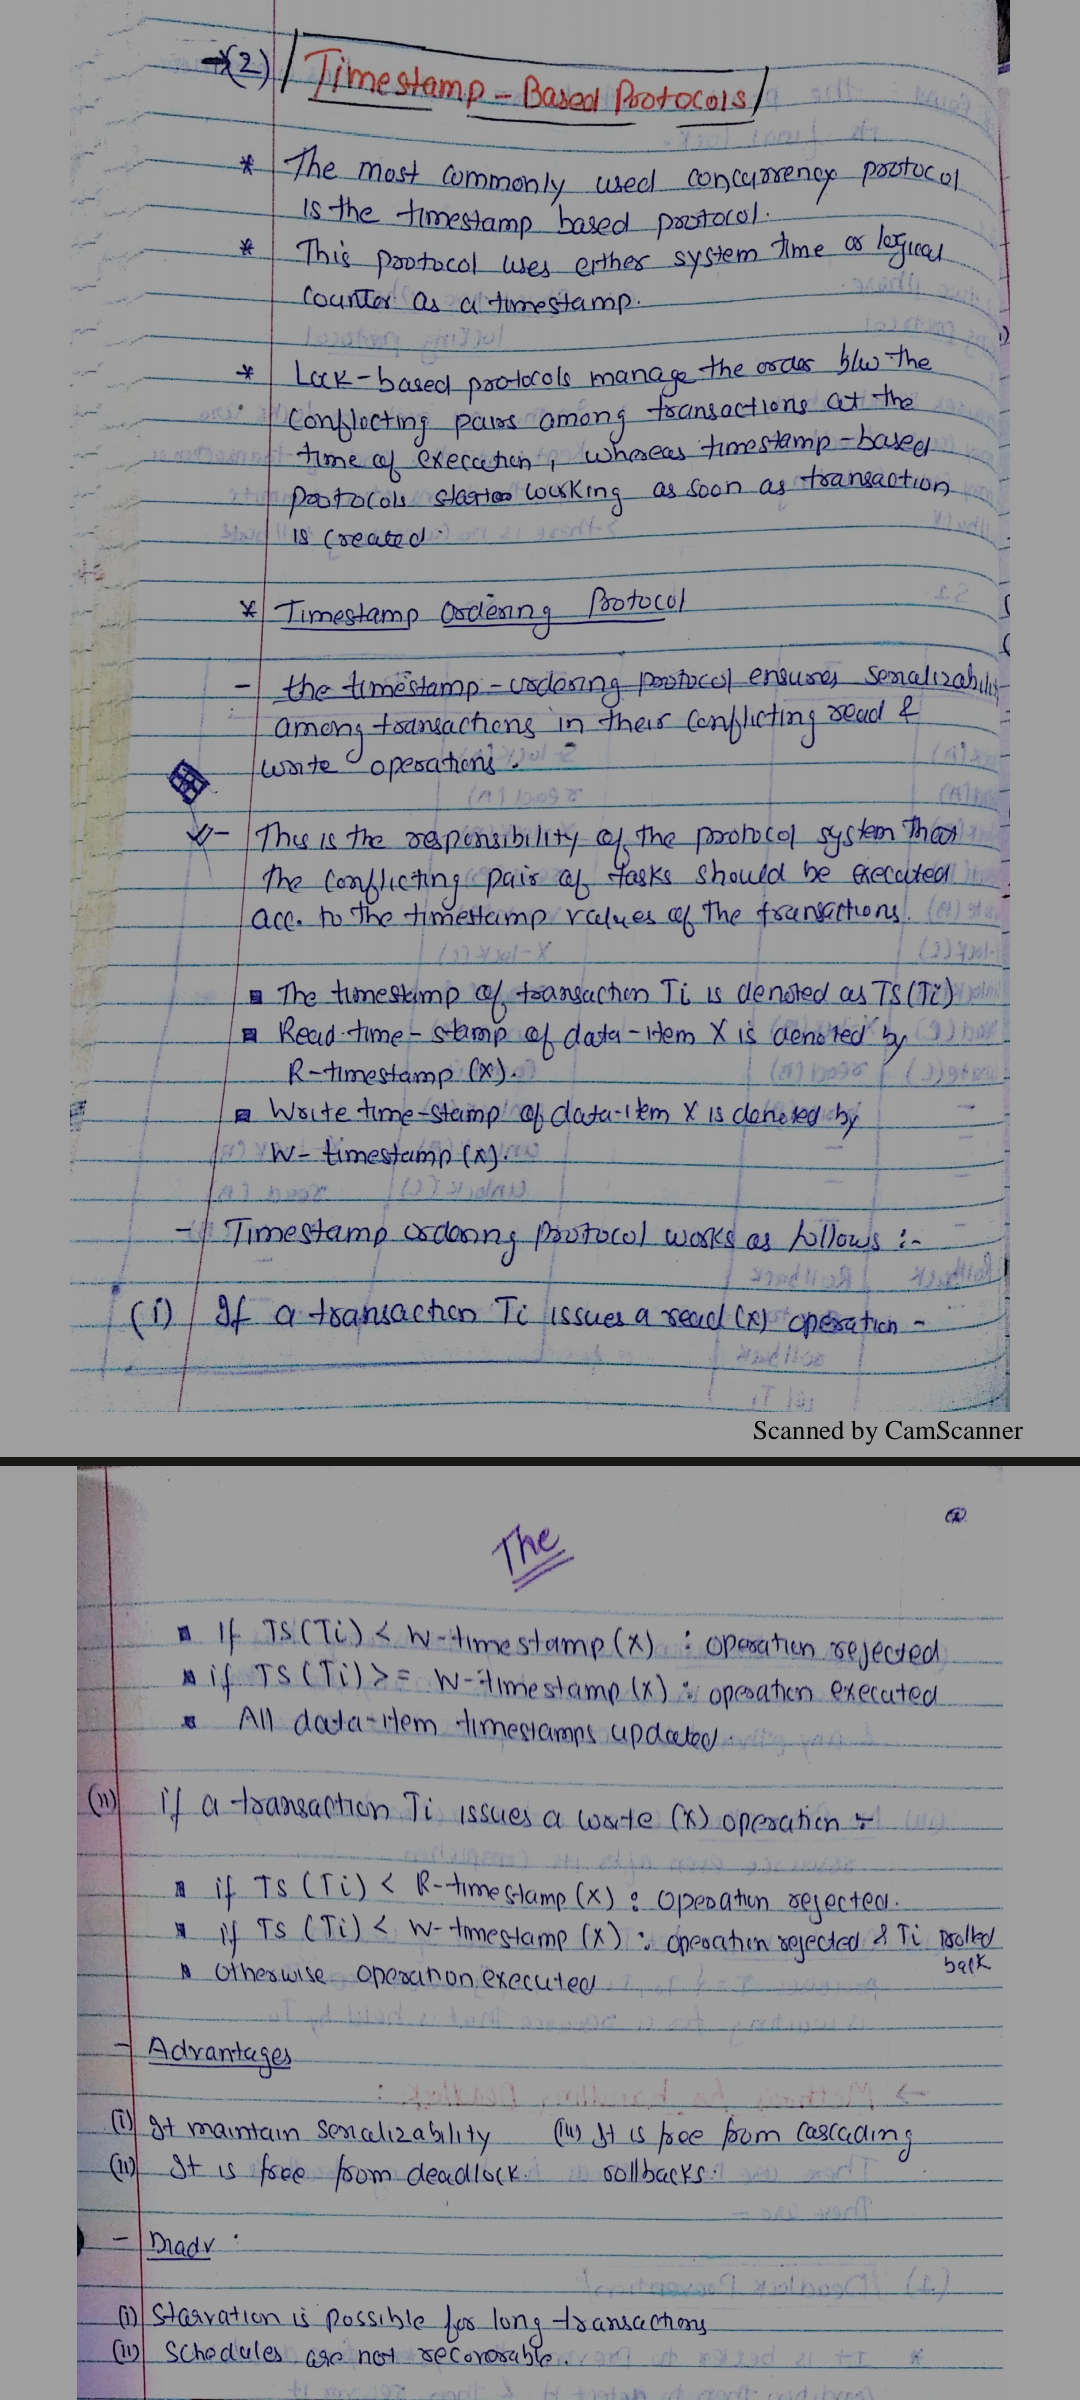 →(2) Timestamp - Based Protocols
* The most commonly used concurrency protocol
is the timestamp based protocol.
* This protocol uses either system time or logical
counter as a timestamp.
* Lock-based protocols manage the order b/w the
conflicting pairs among transactions at the
time of execution, whereas timestamp-based
protocols started working as soon as transaction
is created.
* Timestamp Ordering Protocol
- the timestamp-ordering protocol ensures serializability
among transactions in their conflicting read &
write operations.
- This is the responsibility of the protocol system that
the conflicting pair of tasks should be executed
acc. to the timestamp values of the transactions.
▪ The timestamp of transaction Ti is denoted as TS(Ti)
▪ Read time-stamp of data-item X is denoted by
R-timestamp (X).
▪ Write time-stamp of data-item X is denoted by
W-timestamp (X).
- Timestamp ordering protocol works as follows :-
(i) If a transaction Ti issues a read (X) operation -
Scanned by CamScanner
The
▪ If TS(Ti) < W-timestamp (X) : operation rejected
▪ if TS (Ti) >= W-timestamp (X) : operation executed
▪ All data-item timestamps updated.
(ii) if a transaction Ti issues a write (X) operation :-
▪ if TS (Ti) < R-timestamp (X) : operation rejected.
▪ if TS (Ti) < W-timestamp (X) : operation rejected & Ti rolled
back
▪ Otherwise operation executed
- Advantages
(i) It maintain serializability (iii) It is free from cascading
(ii) It is free from deadlock. rollbacks.
- Disadv :
(i) Starvation is possible for long transactions
(ii) Schedules are not recoverable.